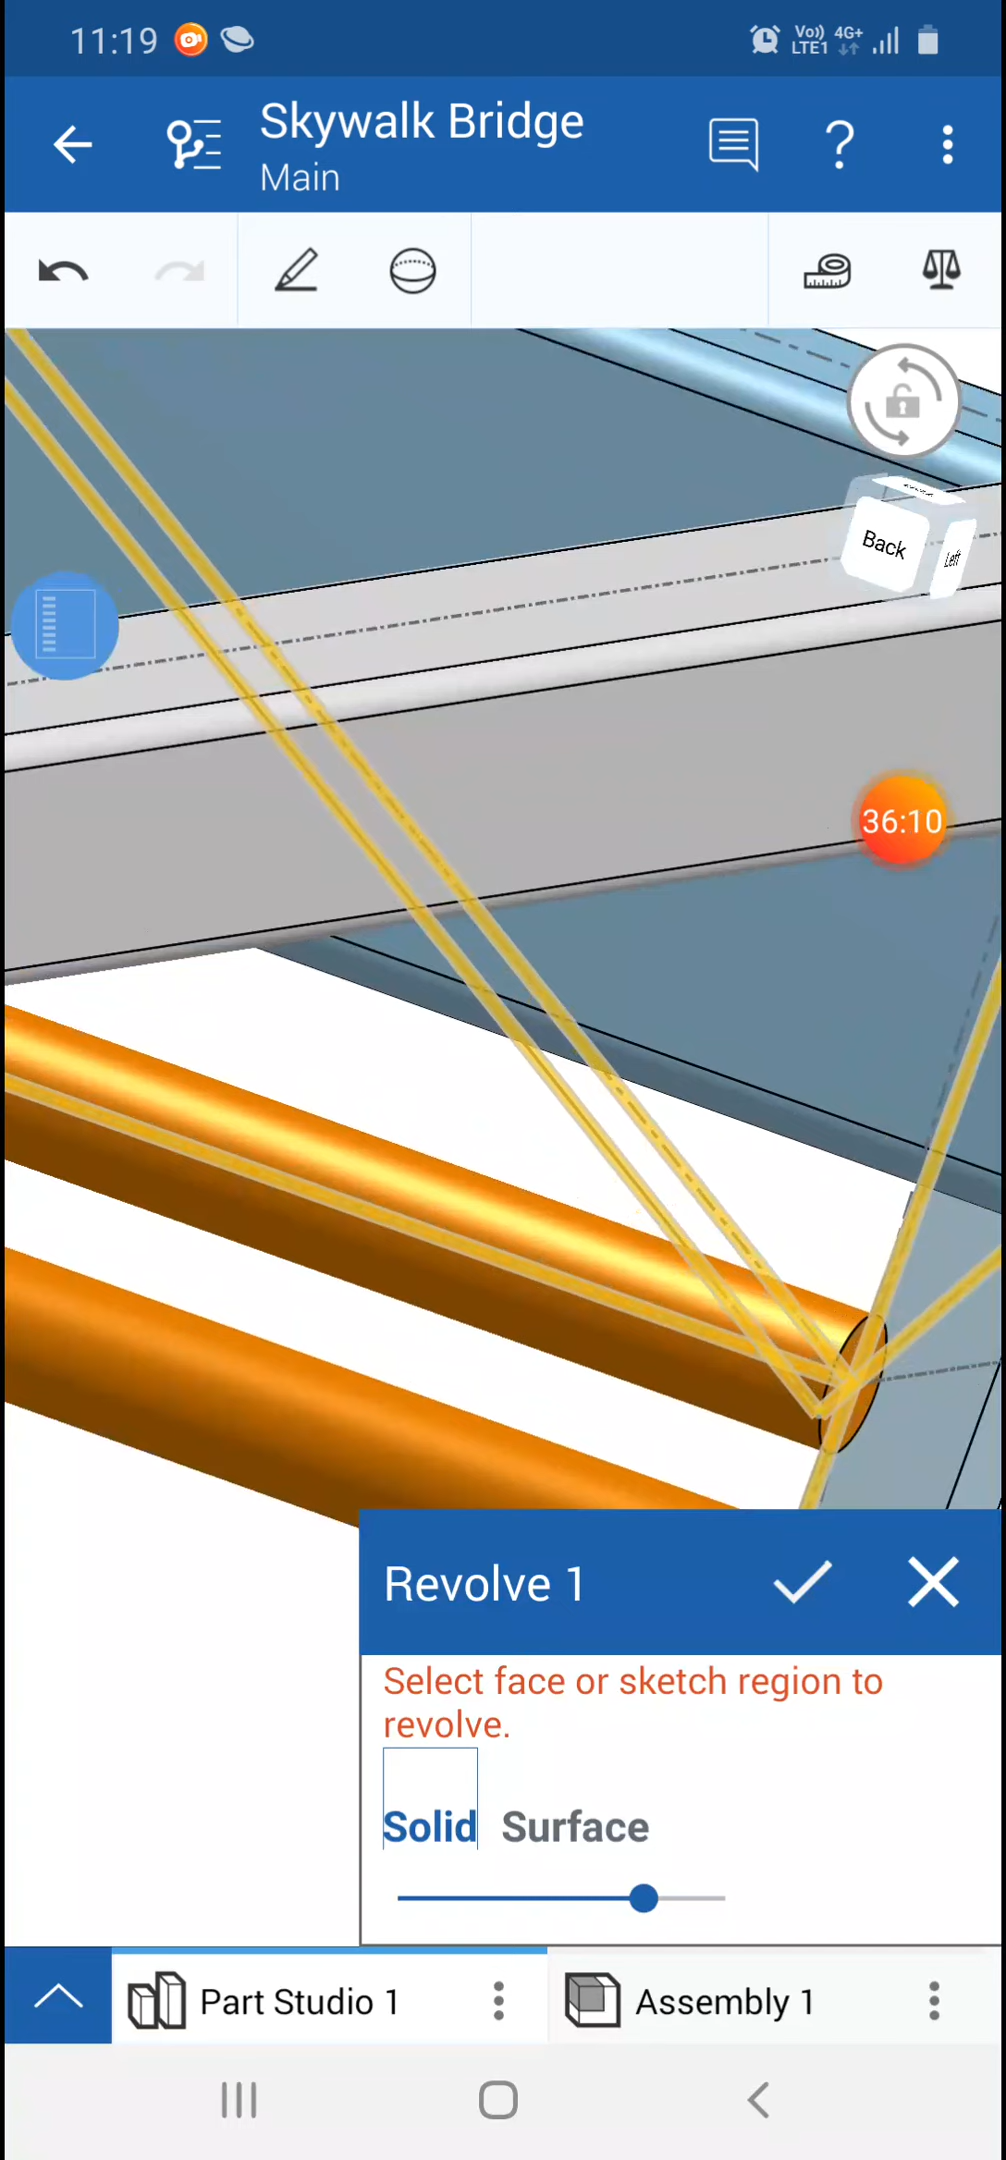 11:19
Vo)) 4G+
LTE1
Skywalk Bridge
Main
?
Back
Left
36:10
Revolve 1
Select face or sketch region to
revolve.
Solid Surface
Part Studio 1
Assembly 1